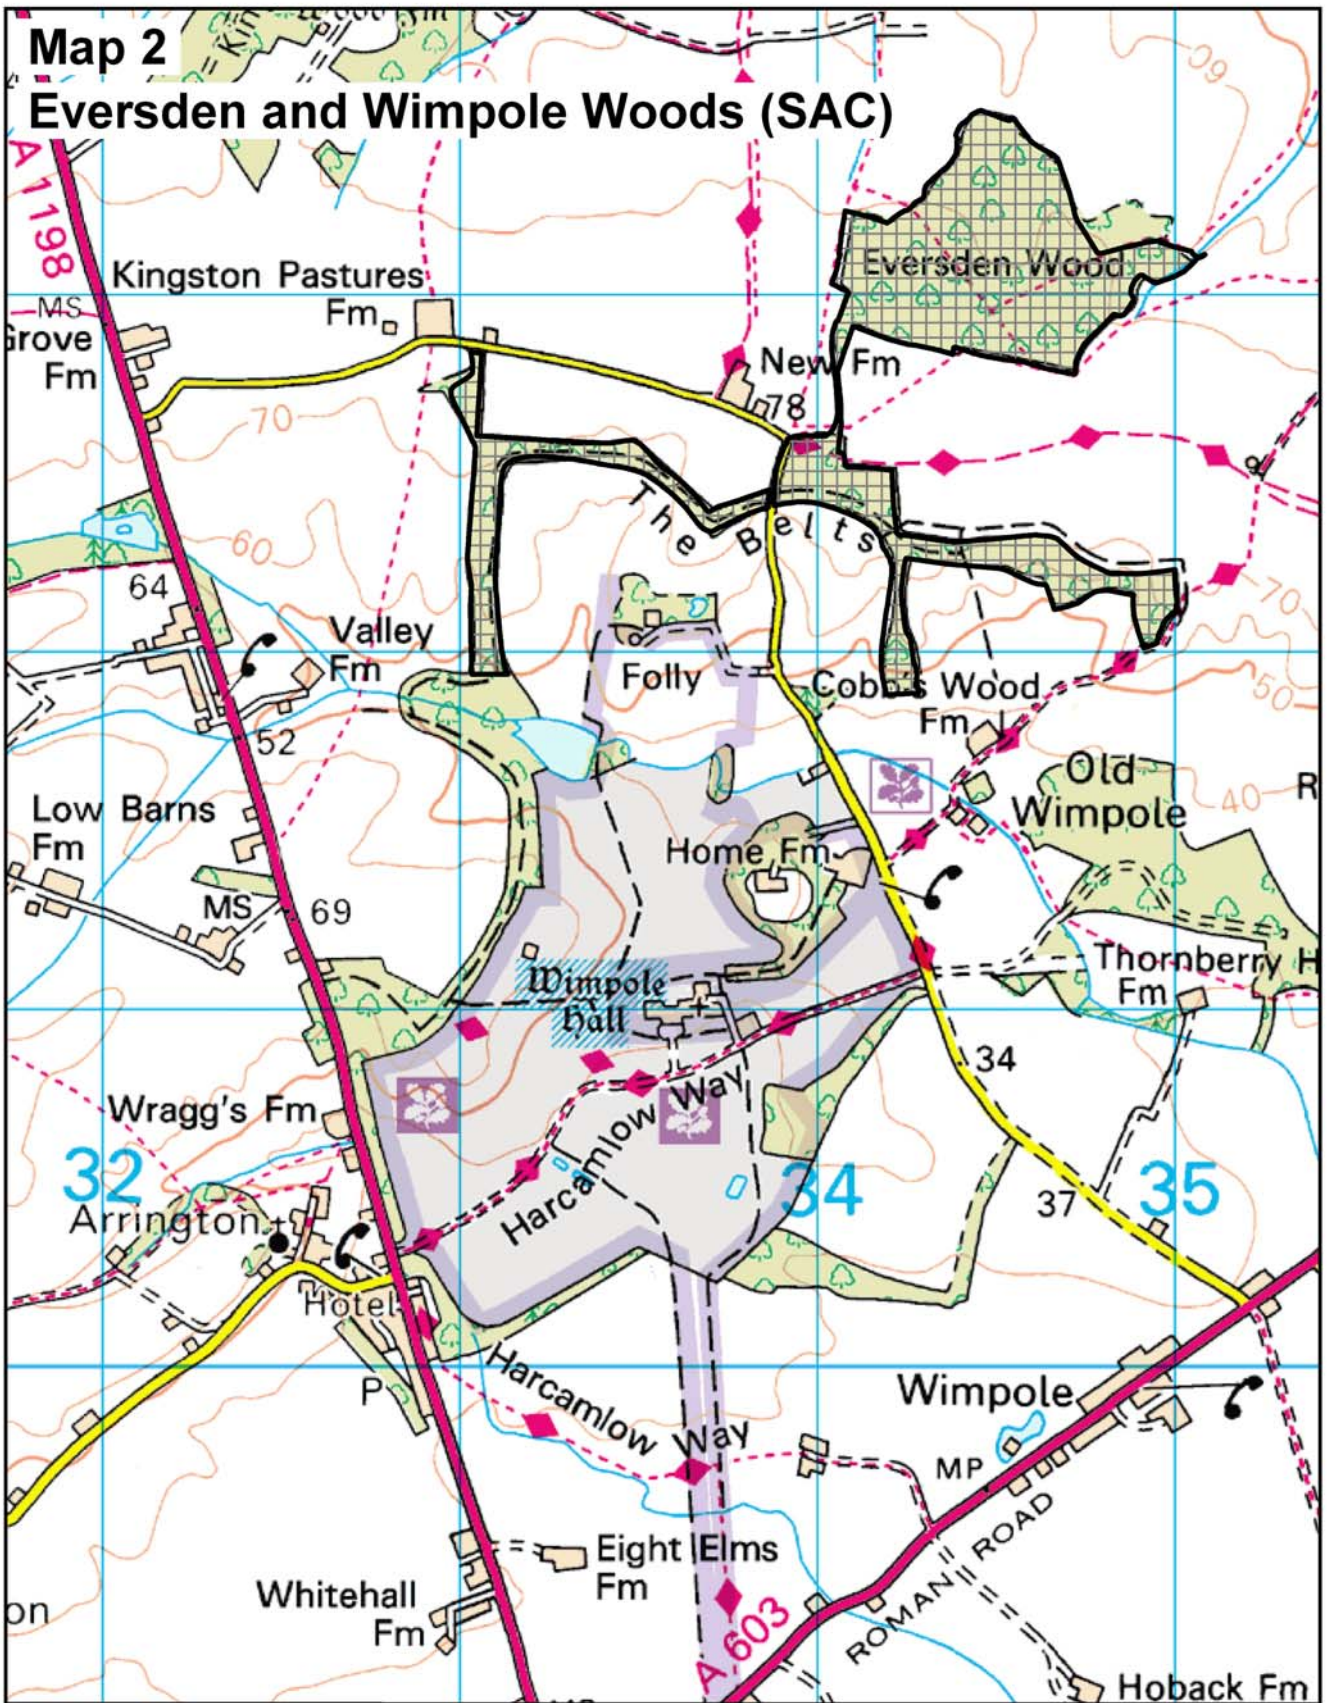 Map 2
Eversden and Wimpole Woods (SAC)
A 1198
Kingston Pastures
Fm
Eversden Wood
MS
Grove
Fm
New Fm
78
70
The Belts
60
64
Valley
Fm
Folly
Cobb's Wood
Fm
70
50
52
Old
Wimpole
40
R
Low Barns
Fm
Home Fm
MS
69
Wimpole
Hall
Thornberry H
Fm
34
Wragg's Fm
Harcamlow Way
32
34
35
37
Arrington
Hotel
P
Harcamlow Way
Wimpole
MP
ROMAN ROAD
Eight Elms
Fm
Whitehall
Fm
on
A 603
Hoback Fm
60